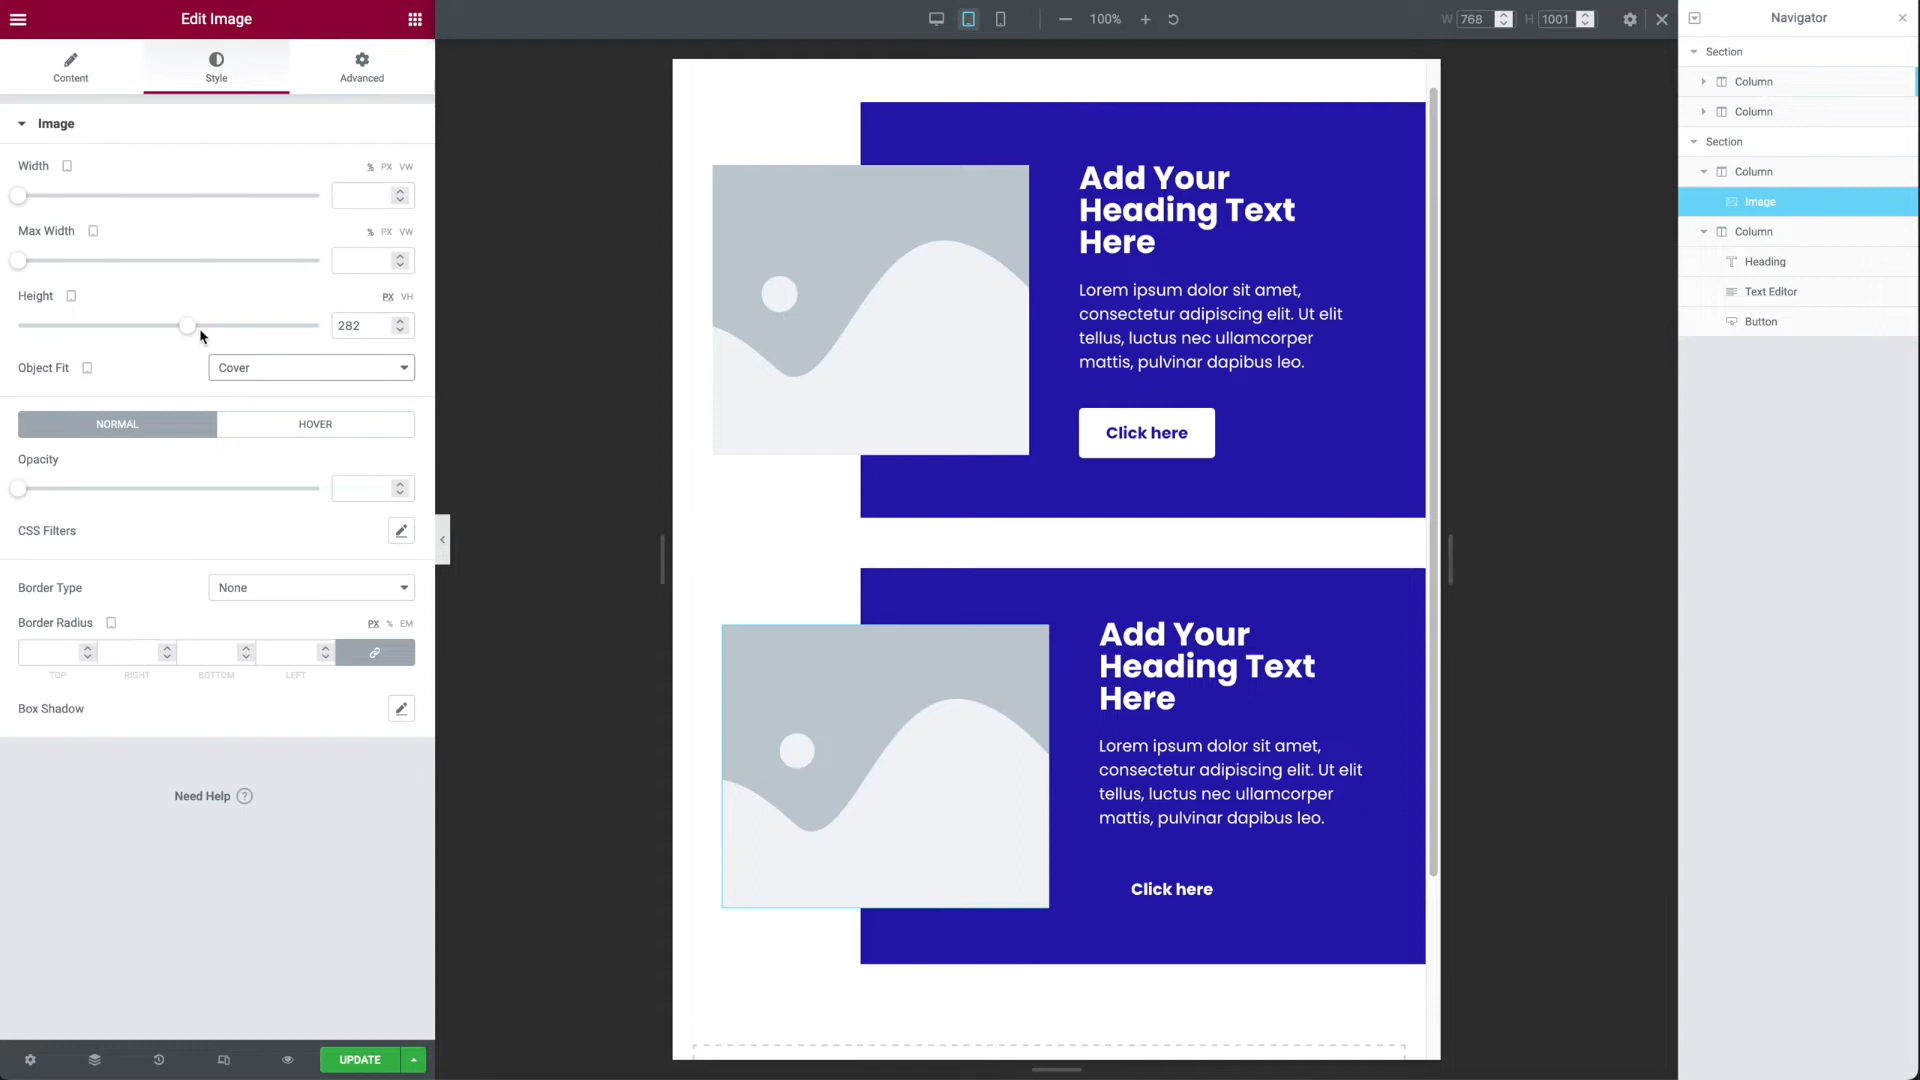 Edit Image
100%
W 768
H 1001
Navigator
Content
Style
Advanced
Image
Width
% PX VW
Max Width
% PX VW
Height
PX VH
282
Object Fit
Cover
NORMAL
HOVER
Opacity
CSS Filters
Border Type
None
Border Radius
PX % EM
TOP
RIGHT
BOTTOM
LEFT
Box Shadow
Need Help
?
UPDATE
Add Your
Heading Text
Here
Lorem ipsum dolor sit amet,
consectetur adipiscing elit. Ut elit
tellus, luctus nec ullamcorper
mattis, pulvinar dapibus leo.
Click here
Add Your
Heading Text
Here
Lorem ipsum dolor sit amet,
consectetur adipiscing elit. Ut elit
tellus, luctus nec ullamcorper
mattis, pulvinar dapibus leo.
Click here
Section
Column
Column
Section
Column
Image
Column
Heading
Text Editor
Button